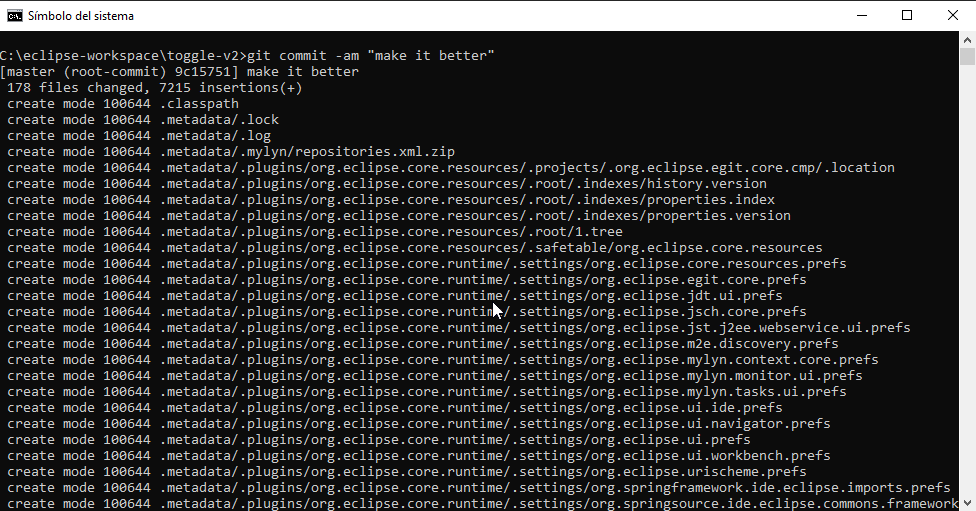 Símbolo del sistema
C:\eclipse-workspace\toggle-v2>git commit -am "make it better"
[master (root-commit) 9c15751] make it better
 178 files changed, 7215 insertions(+)
 create mode 100644 .classpath
 create mode 100644 .metadata/.lock
 create mode 100644 .metadata/.log
 create mode 100644 .metadata/.mylyn/repositories.xml.zip
 create mode 100644 .metadata/.plugins/org.eclipse.core.resources/.projects/.org.eclipse.egit.core.cmp/.location
 create mode 100644 .metadata/.plugins/org.eclipse.core.resources/.root/.indexes/history.version
 create mode 100644 .metadata/.plugins/org.eclipse.core.resources/.root/.indexes/properties.index
 create mode 100644 .metadata/.plugins/org.eclipse.core.resources/.root/.indexes/properties.version
 create mode 100644 .metadata/.plugins/org.eclipse.core.resources/.root/1.tree
 create mode 100644 .metadata/.plugins/org.eclipse.core.resources/.safetable/org.eclipse.core.resources
 create mode 100644 .metadata/.plugins/org.eclipse.core.runtime/.settings/org.eclipse.core.resources.prefs
 create mode 100644 .metadata/.plugins/org.eclipse.core.runtime/.settings/org.eclipse.egit.core.prefs
 create mode 100644 .metadata/.plugins/org.eclipse.core.runtime/.settings/org.eclipse.jdt.ui.prefs
 create mode 100644 .metadata/.plugins/org.eclipse.core.runtime/.settings/org.eclipse.jsch.core.prefs
 create mode 100644 .metadata/.plugins/org.eclipse.core.runtime/.settings/org.eclipse.jst.j2ee.webservice.ui.prefs
 create mode 100644 .metadata/.plugins/org.eclipse.core.runtime/.settings/org.eclipse.m2e.discovery.prefs
 create mode 100644 .metadata/.plugins/org.eclipse.core.runtime/.settings/org.eclipse.mylyn.context.core.prefs
 create mode 100644 .metadata/.plugins/org.eclipse.core.runtime/.settings/org.eclipse.mylyn.monitor.ui.prefs
 create mode 100644 .metadata/.plugins/org.eclipse.core.runtime/.settings/org.eclipse.mylyn.tasks.ui.prefs
 create mode 100644 .metadata/.plugins/org.eclipse.core.runtime/.settings/org.eclipse.ui.ide.prefs
 create mode 100644 .metadata/.plugins/org.eclipse.core.runtime/.settings/org.eclipse.ui.navigator.prefs
 create mode 100644 .metadata/.plugins/org.eclipse.core.runtime/.settings/org.eclipse.ui.prefs
 create mode 100644 .metadata/.plugins/org.eclipse.core.runtime/.settings/org.eclipse.ui.workbench.prefs
 create mode 100644 .metadata/.plugins/org.eclipse.core.runtime/.settings/org.eclipse.urischeme.prefs
 create mode 100644 .metadata/.plugins/org.eclipse.core.runtime/.settings/org.springframework.ide.eclipse.imports.prefs
 create mode 100644 .metadata/.plugins/org.eclipse.core.runtime/.settings/org.springsource.ide.eclipse.commons.framework